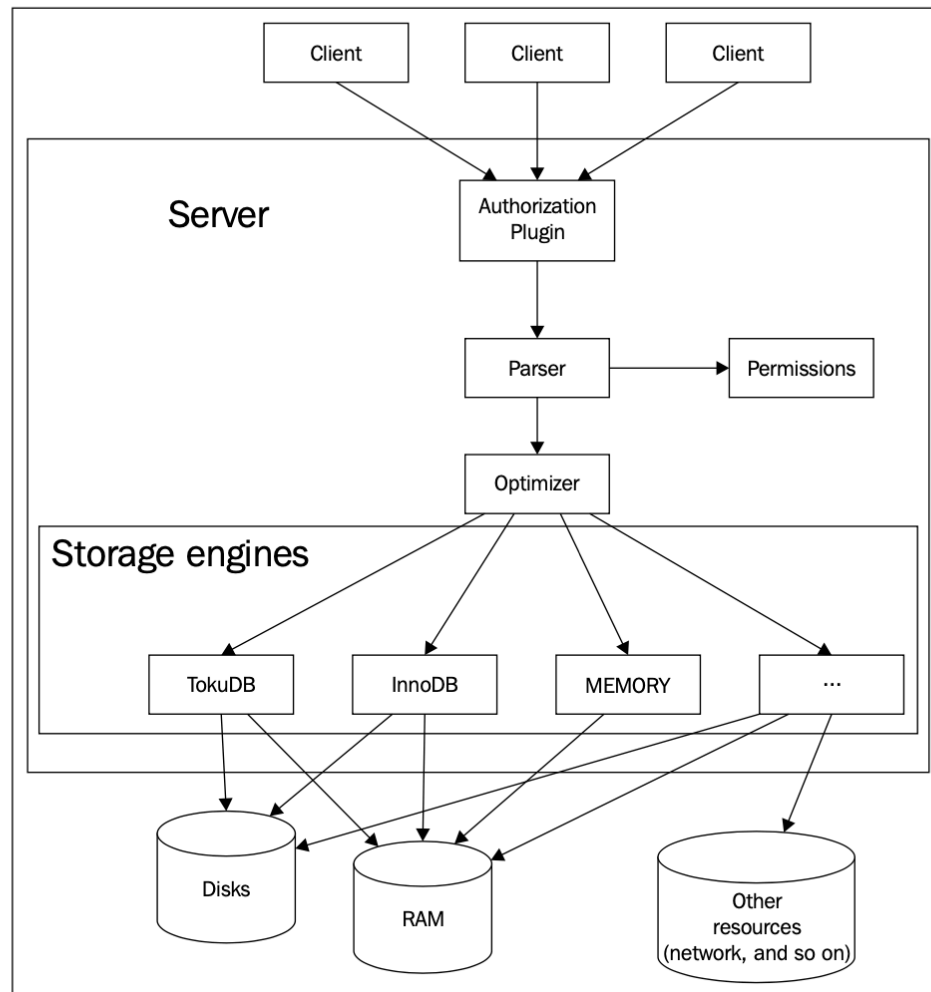 Client
Client
Client
Server
Authorization
Plugin
Parser
Permissions
Optimizer
Storage engines
TokuDB
InnoDB
MEMORY
...
Disks
RAM
Other
resources
(network, and so on)